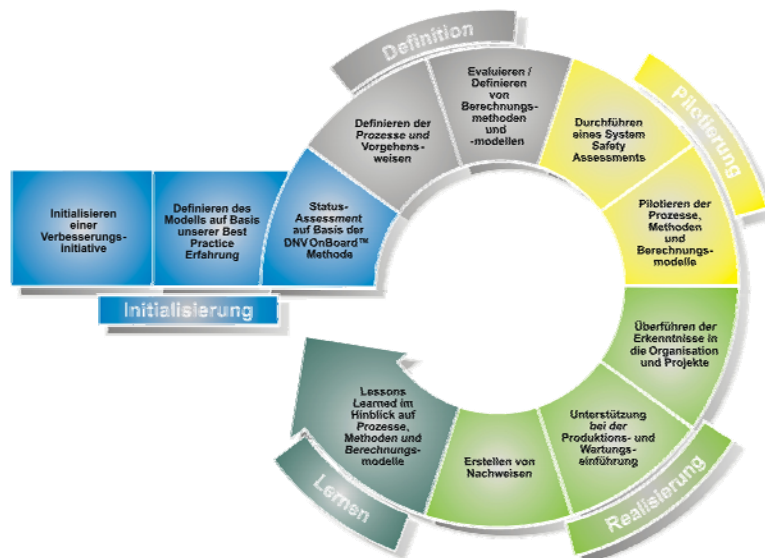 Definition
Pilotierung
Evaluieren /
Definieren
von
Berechnungs-
methoden
und
-modellen
Definieren der
Prozesse und
Vorgehens-
weisen
Durchführen
eines System
Safety
Assessments
Initialisieren
einer
Verbesserungs-
initiative
Definieren des
Modells auf Basis
unserer Best
Practice
Erfahrung
Status-
Assessment
auf Basis der
DNV OnBoard™
Methode
Pilotieren der
Prozesse,
Methoden
und
Berechnungs-
modelle
Initialisierung
Überführen der
Erkenntnisse in
die Organisation
und Projekte
Unterstützung
bei der
Produktions- und
Wartungs-
einführung
Erstellen von
Nachweisen
Lessons
Learned im
Hinblick auf
Prozesse,
Methoden und
Berechnungs-
modelle
Realisierung
Lernen